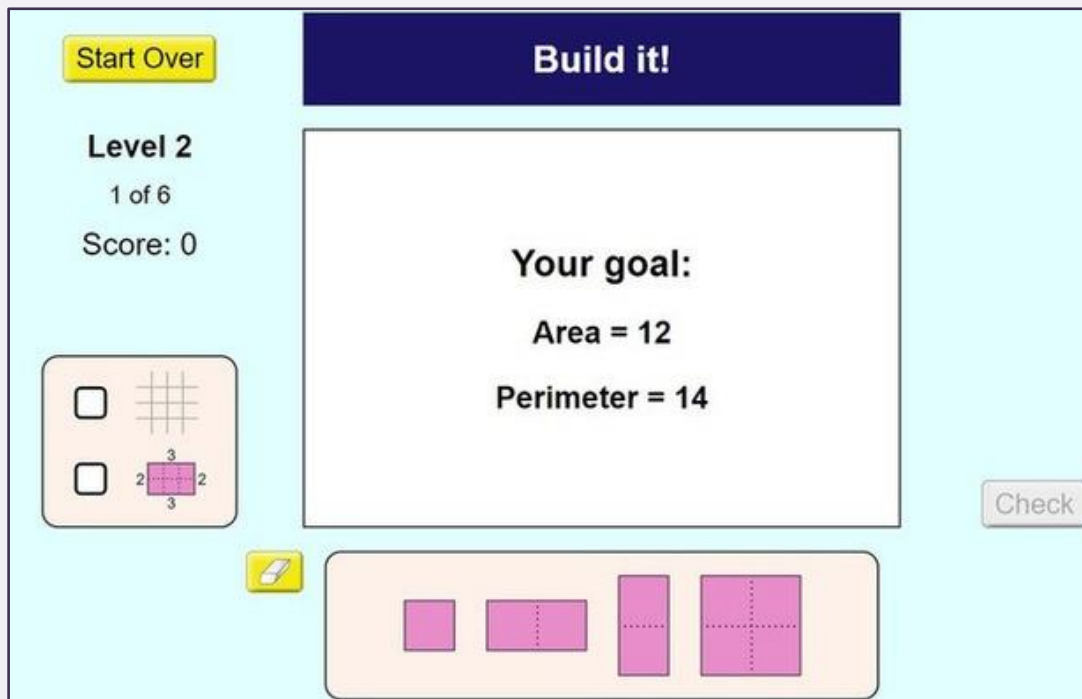 Start Over
Build it!
Level 2
1 of 6
Score: 0
Your goal:
Area = 12
Perimeter = 14
3
2 2
3
Check